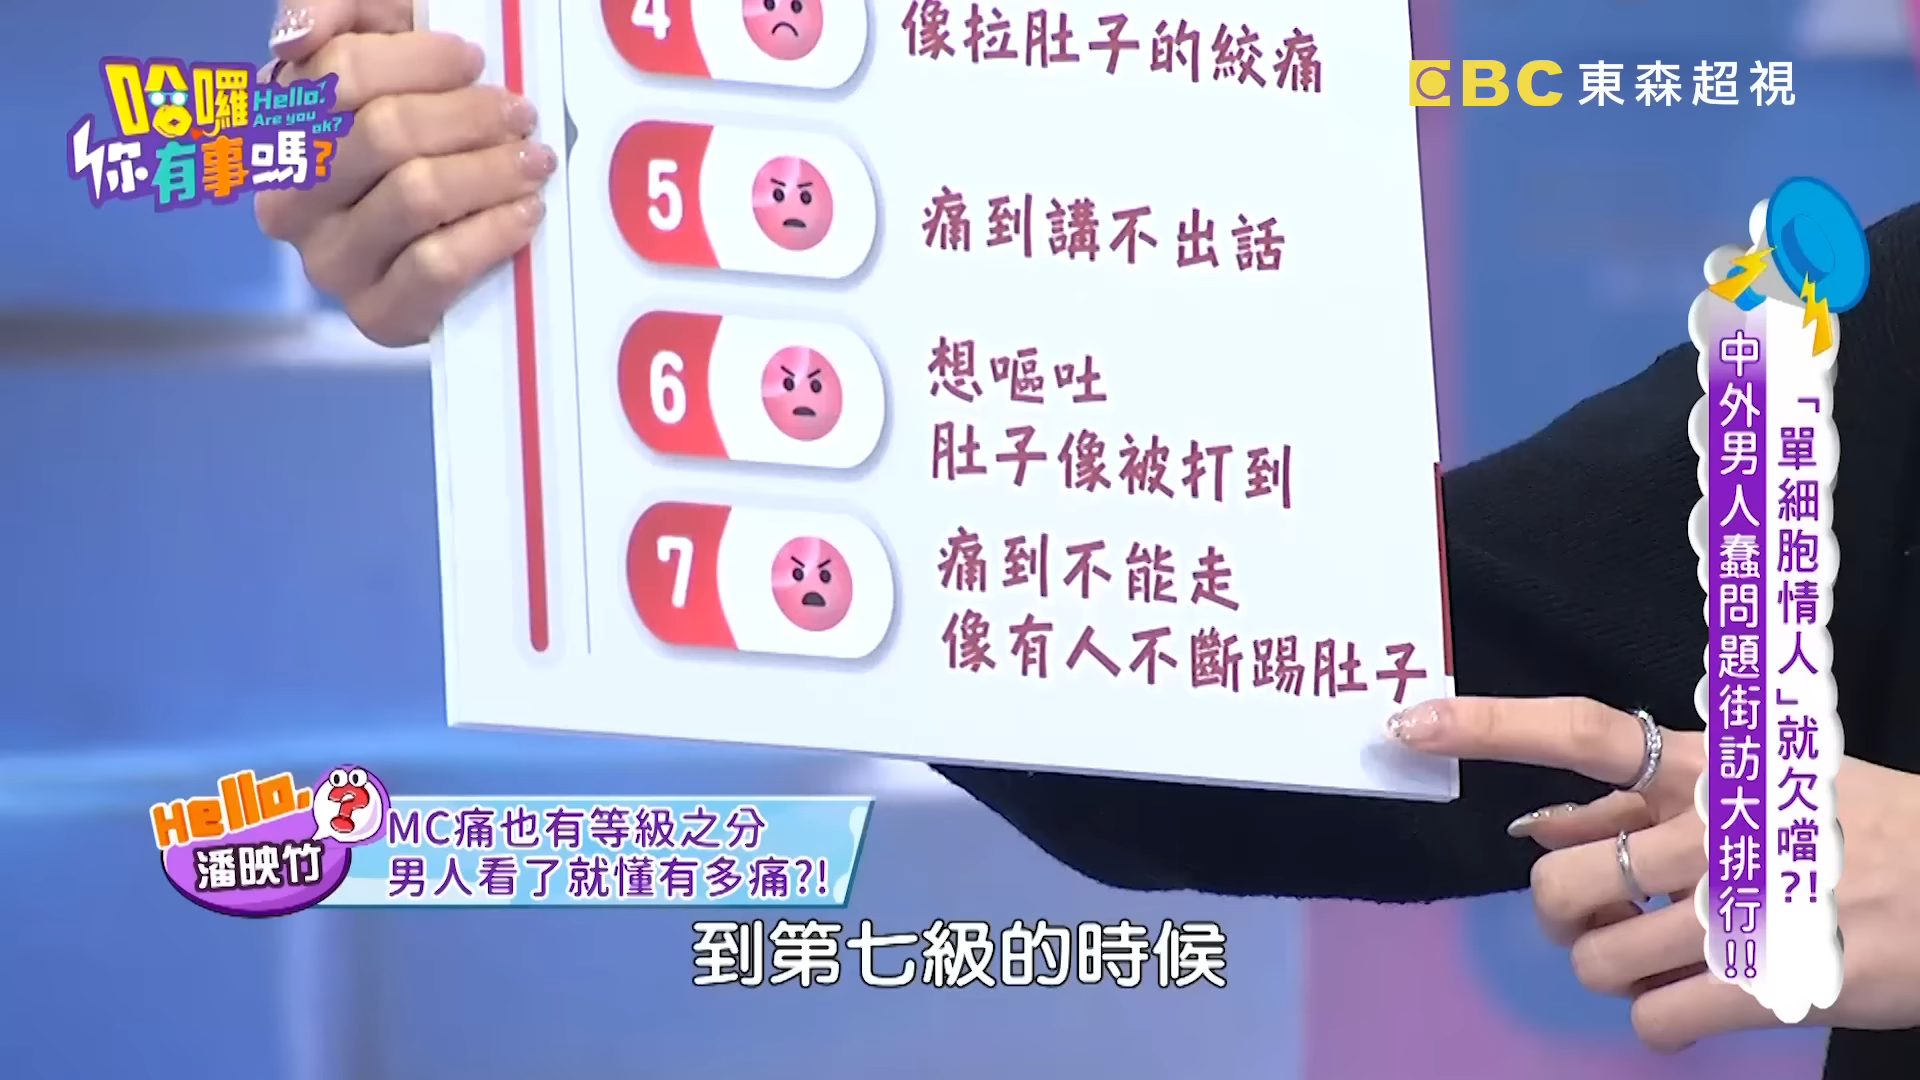 哈囉
Hello,
Are you ok?
你有事嗎?
EBC 東森超視
4
像拉肚子的絞痛
5
痛到講不出話
6
想嘔吐
肚子像被打到
7
痛到不能走
像有人不斷踢肚子
「單細胞情人」就欠噹?!
中外男人蠢問題街訪大排行!!
Hello,
潘映竹
MC痛也有等級之分
男人看了就懂有多痛?!
到第七級的時候